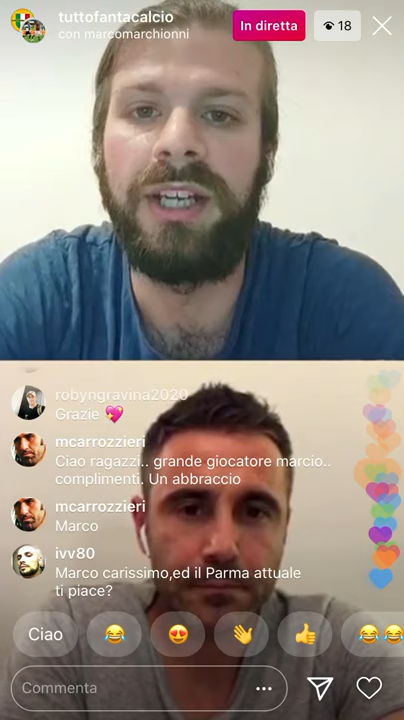 tuttofantacalcio
con marcomarchionni
In diretta
18
robyngravina2020
Grazie 💖
mcarrozzieri
Ciao ragazzi.. grande giocatore marcio..
complimenti. Un abbraccio
mcarrozzieri
Marco
ivv80
Marco carissimo,ed il Parma attuale
ti piace?
Ciao
Commenta